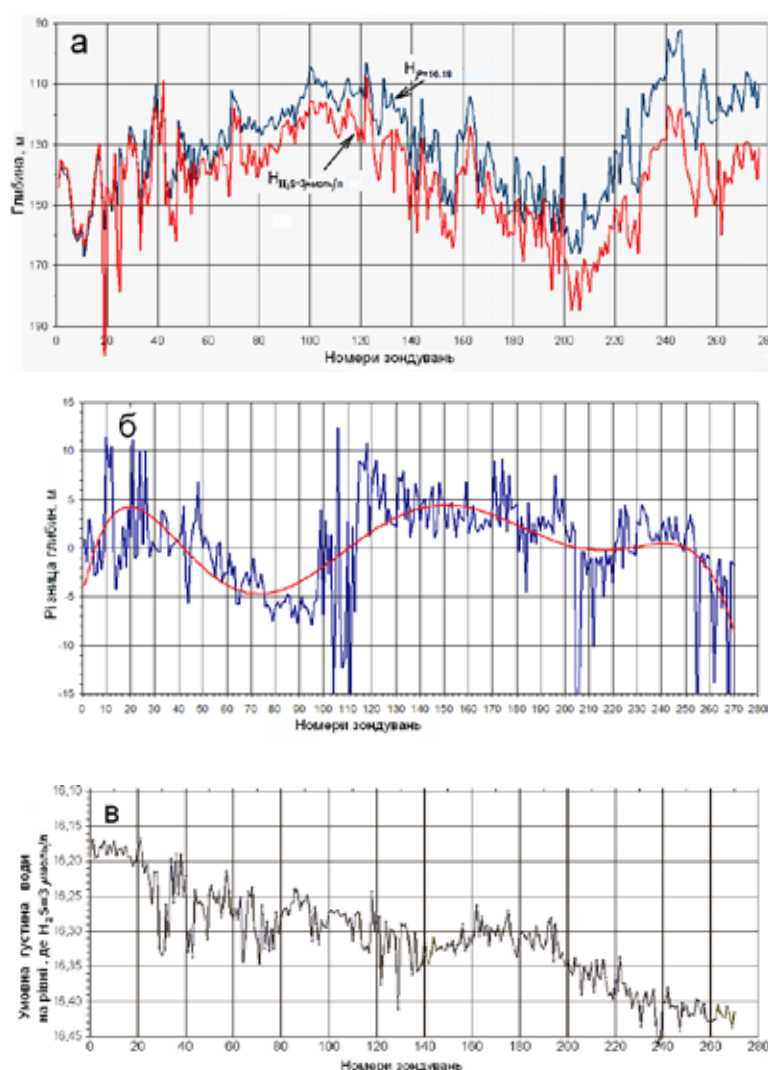 а
90
110
130
150
170
190
Глибина, м
Hρ=16.18
H H₂S=3μмоль/л
0 20 40 60 80 100 120 140 160 180 200 220 240 260 280
Номери зондувань
б
15
10
5
0
-5
-10
-15
Різниця глибин, м
0 10 20 30 40 50 60 70 80 90 100 110 120 130 140 150 160 170 180 190 200 210 220 230 240 250 260 270 280
Номери зондувань
в
16,10
16,15
16,20
16,25
16,30
16,35
16,40
16,45
Умовна густина води
на рівні, де H₂S=3 μмоль/л
0 20 40 60 80 100 120 140 160 180 200 220 240 260 280
Номери зондувань